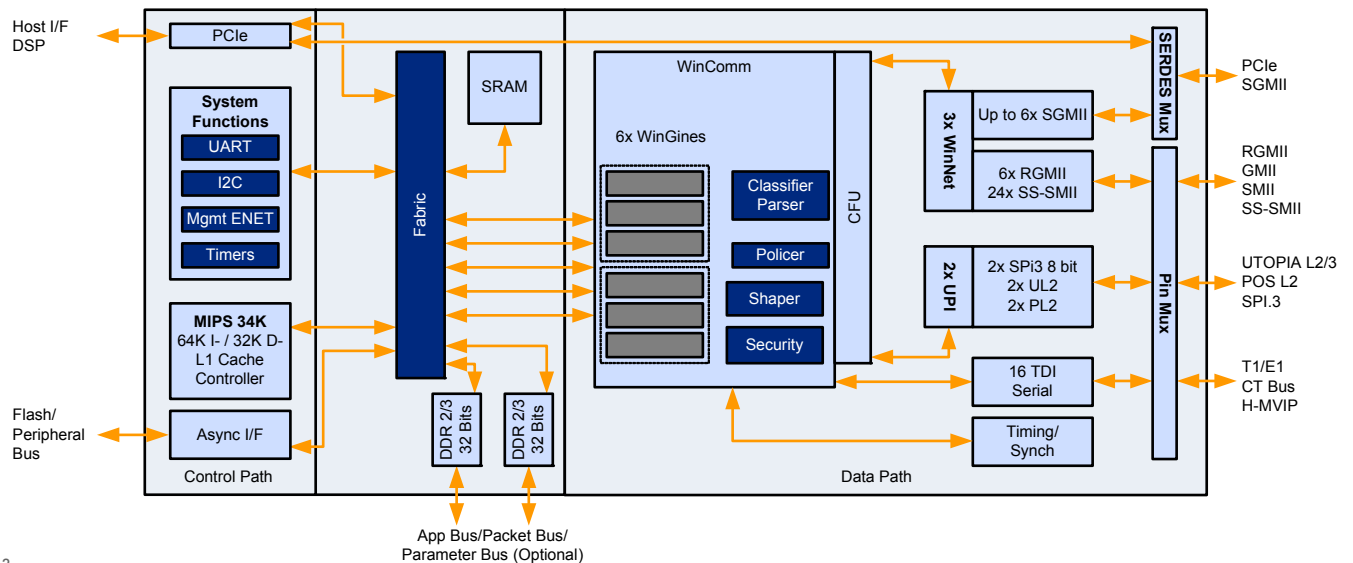 Host I/F
DSP
PCIe
System
Functions
UART
I2C
Mgmt ENET
Timers
MIPS 34K
64K I- / 32K D-
L1 Cache
Controller
Flash/
Peripheral
Bus
Async I/F
Control Path
Fabric
SRAM
DDR 2/3
32 Bits
DDR 2/3
32 Bits
App Bus/Packet Bus/
Parameter Bus (Optional)
WinComm
6x WinGines
Classifier
Parser
Policer
Shaper
Security
CFU
3x WinNet
Up to 6x SGMII
6x RGMII
24x SS-SMII
2x UPI
2x SPi3 8 bit
2x UL2
2x PL2
16 TDI
Serial
Timing/
Synch
Data Path
SERDES Mux
Pin Mux
PCIe
SGMII
RGMII
GMII
SMII
SS-SMII
UTOPIA L2/3
POS L2
SPI.3
T1/E1
CT Bus
H-MVIP